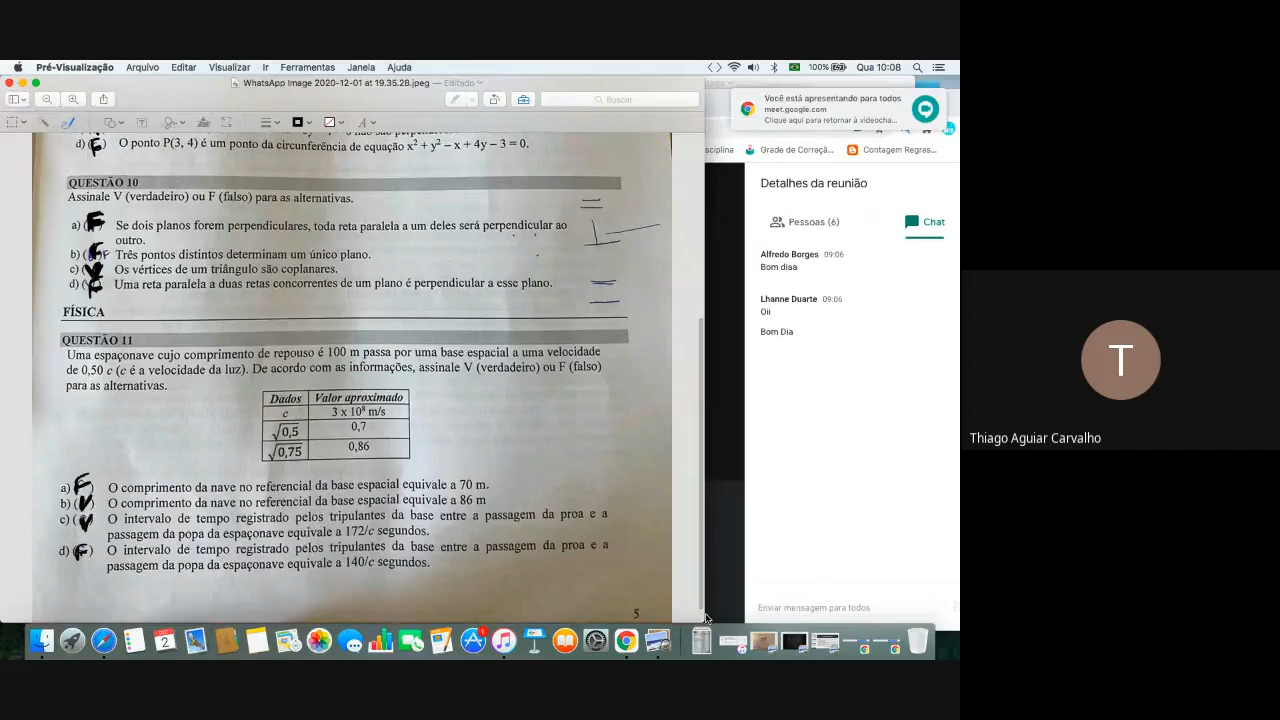 Pré-Visualização Arquivo Editar Visualizar Ir Ferramentas Janela Ajuda
100% Qua 10:08
WhatsApp Image 2020-12-01 at 19.35.28.jpeg — Editado
Buscar
Você está apresentando para todos
meet.google.com
Clique aqui para retornar à videocha...
Grade de Correçã...
Contagem Regres...
d) (F) O ponto P(3, 4) é um ponto da circunferência de equação x² + y² − x + 4y − 3 = 0.
QUESTÃO 10
Assinale V (verdadeiro) ou F (falso) para as alternativas.
a) (F) Se dois planos forem perpendiculares, toda reta paralela a um deles será perpendicular ao
outro.
b) (F) Três pontos distintos determinam um único plano.
c) (V) Os vértices de um triângulo são coplanares.
d) (F) Uma reta paralela a duas retas concorrentes de um plano é perpendicular a esse plano.
FÍSICA
QUESTÃO 11
Uma espaçonave cujo comprimento de repouso é 100 m passa por uma base espacial a uma velocidade
de 0,50 c (c é a velocidade da luz). De acordo com as informações, assinale V (verdadeiro) ou F (falso)
para as alternativas.
Dados Valor aproximado
c 3 x 10⁸ m/s
√0,5 0,7
√0,75 0,86
a) (F) O comprimento da nave no referencial da base espacial equivale a 70 m.
b) (V) O comprimento da nave no referencial da base espacial equivale a 86 m
c) (V) O intervalo de tempo registrado pelos tripulantes da base entre a passagem da proa e a
passagem da popa da espaçonave equivale a 172/c segundos.
d) (F) O intervalo de tempo registrado pelos tripulantes da base entre a passagem da proa e a
passagem da popa da espaçonave equivale a 140/c segundos.
5
Detalhes da reunião
Pessoas (6) Chat
Alfredo Borges 09:06
Bom diaa
Lhanne Duarte 09:06
Oii
Bom Dia
Enviar mensagem para todos
T
Thiago Aguiar Carvalho